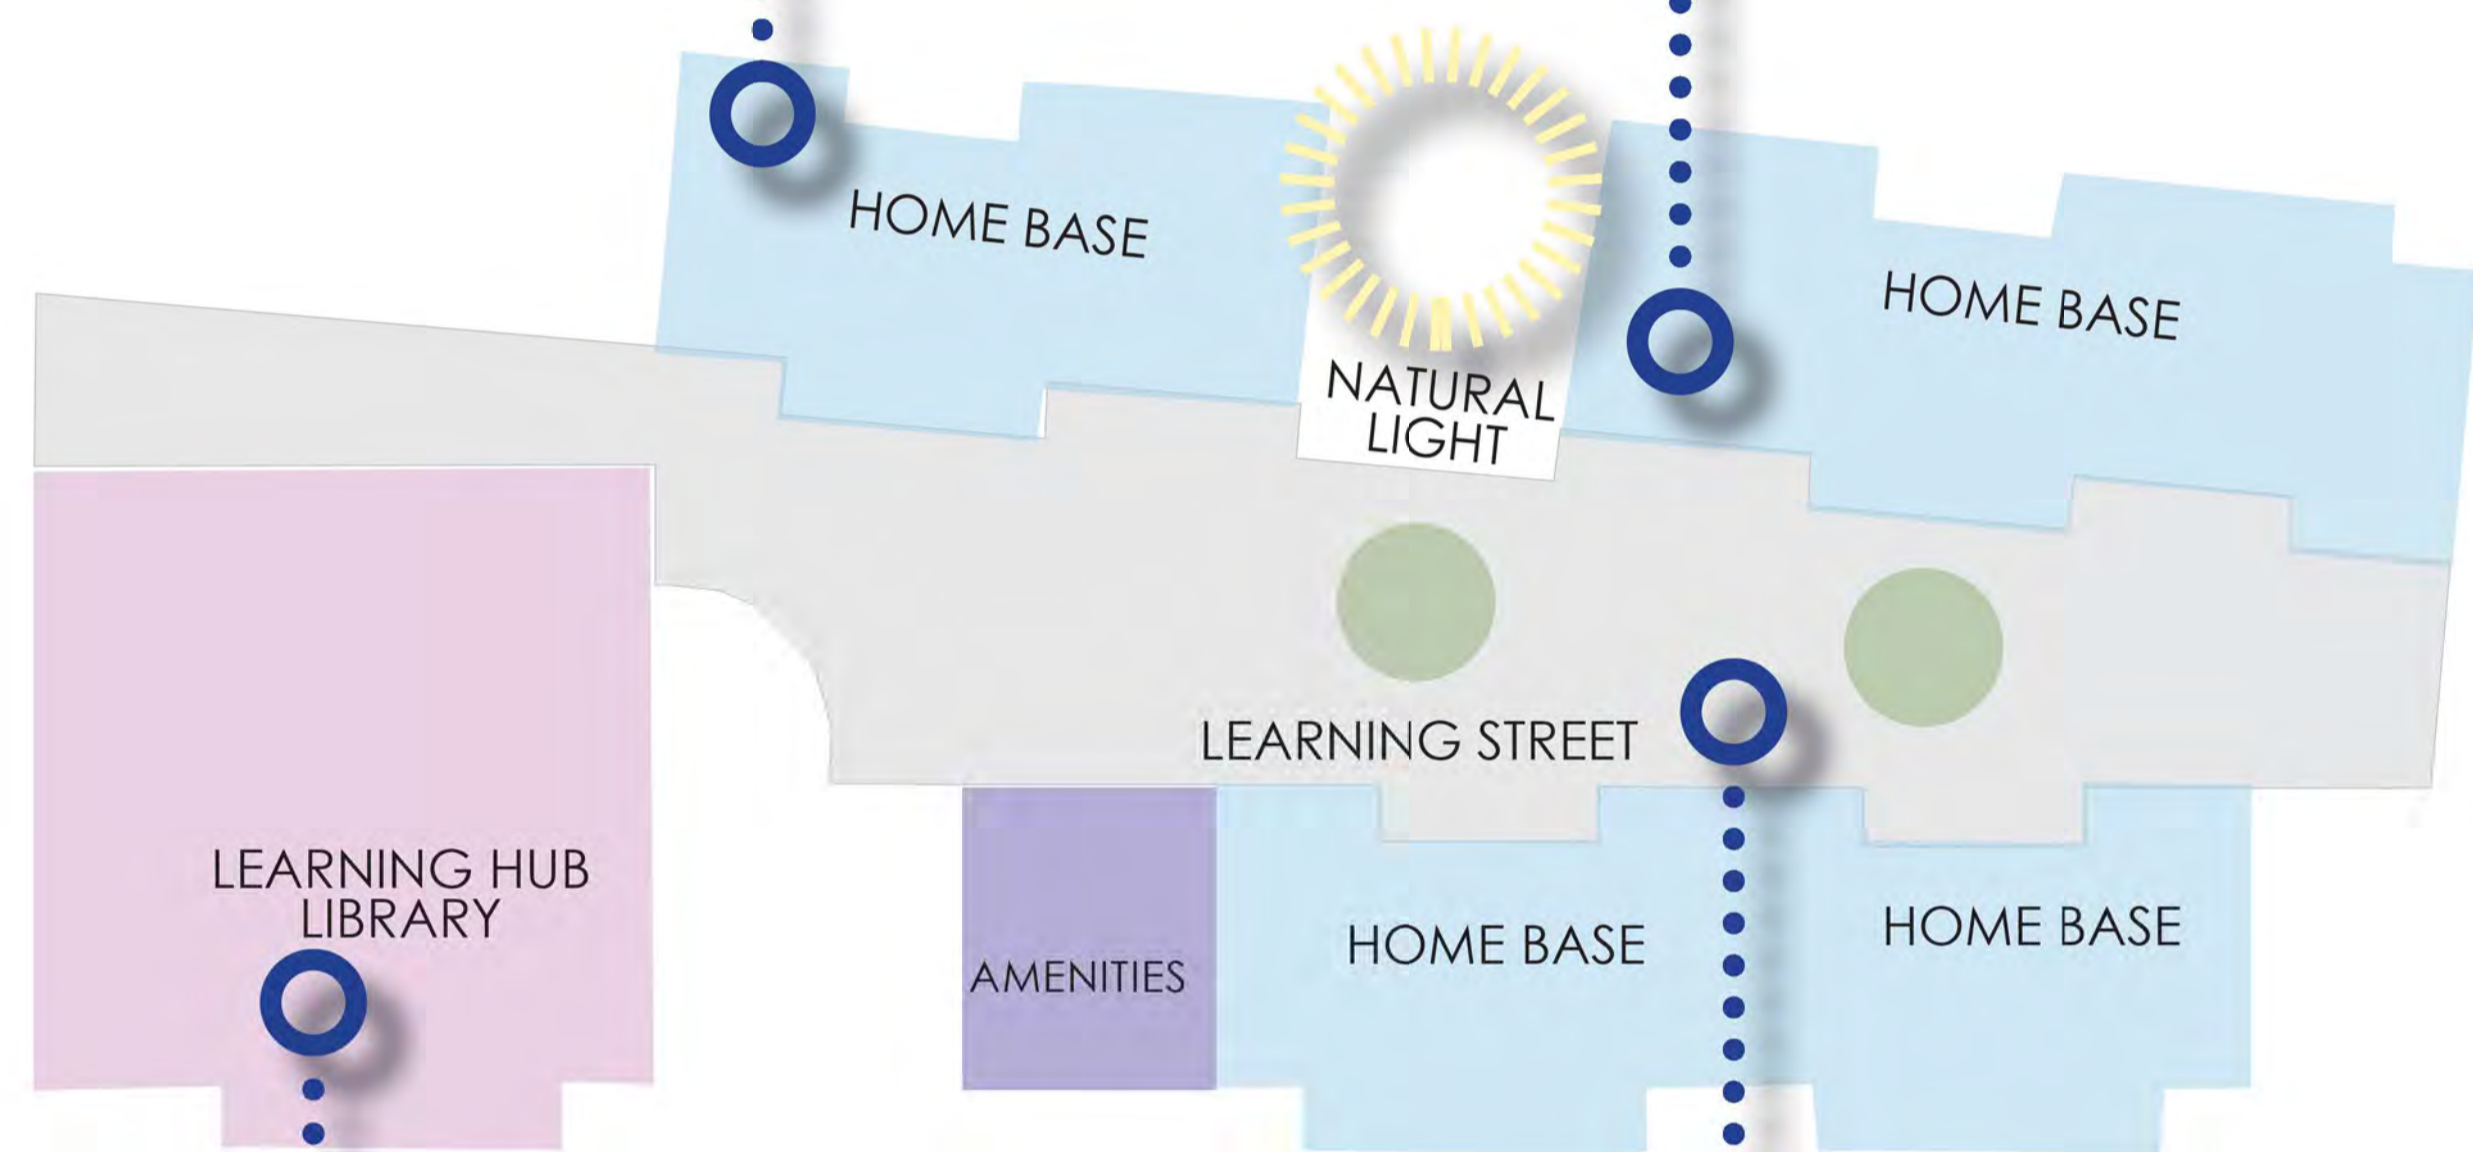 HOME BASE
HOME BASE
NATURAL
LIGHT
LEARNING STREET
LEARNING HUB
LIBRARY
HOME BASE
HOME BASE
AMENITIES